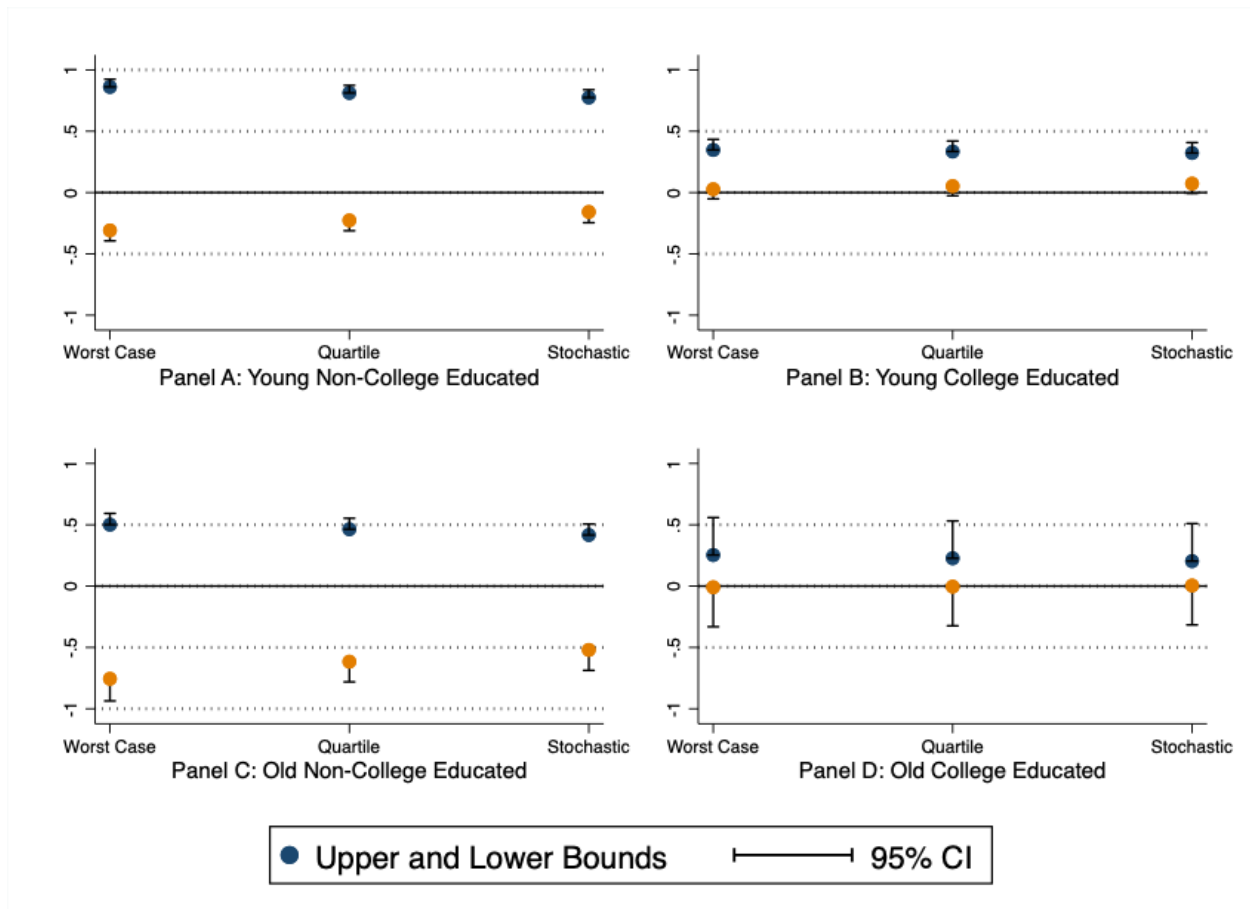 1
.5
0
-.5
-1
Worst Case Quartile Stochastic
Panel A: Young Non-College Educated
1
.5
0
-.5
-1
Worst Case Quartile Stochastic
Panel B: Young College Educated
1
.5
0
-.5
-1
Worst Case Quartile Stochastic
Panel C: Old Non-College Educated
1
.5
0
-.5
-1
Worst Case Quartile Stochastic
Panel D: Old College Educated
Upper and Lower Bounds 95% CI